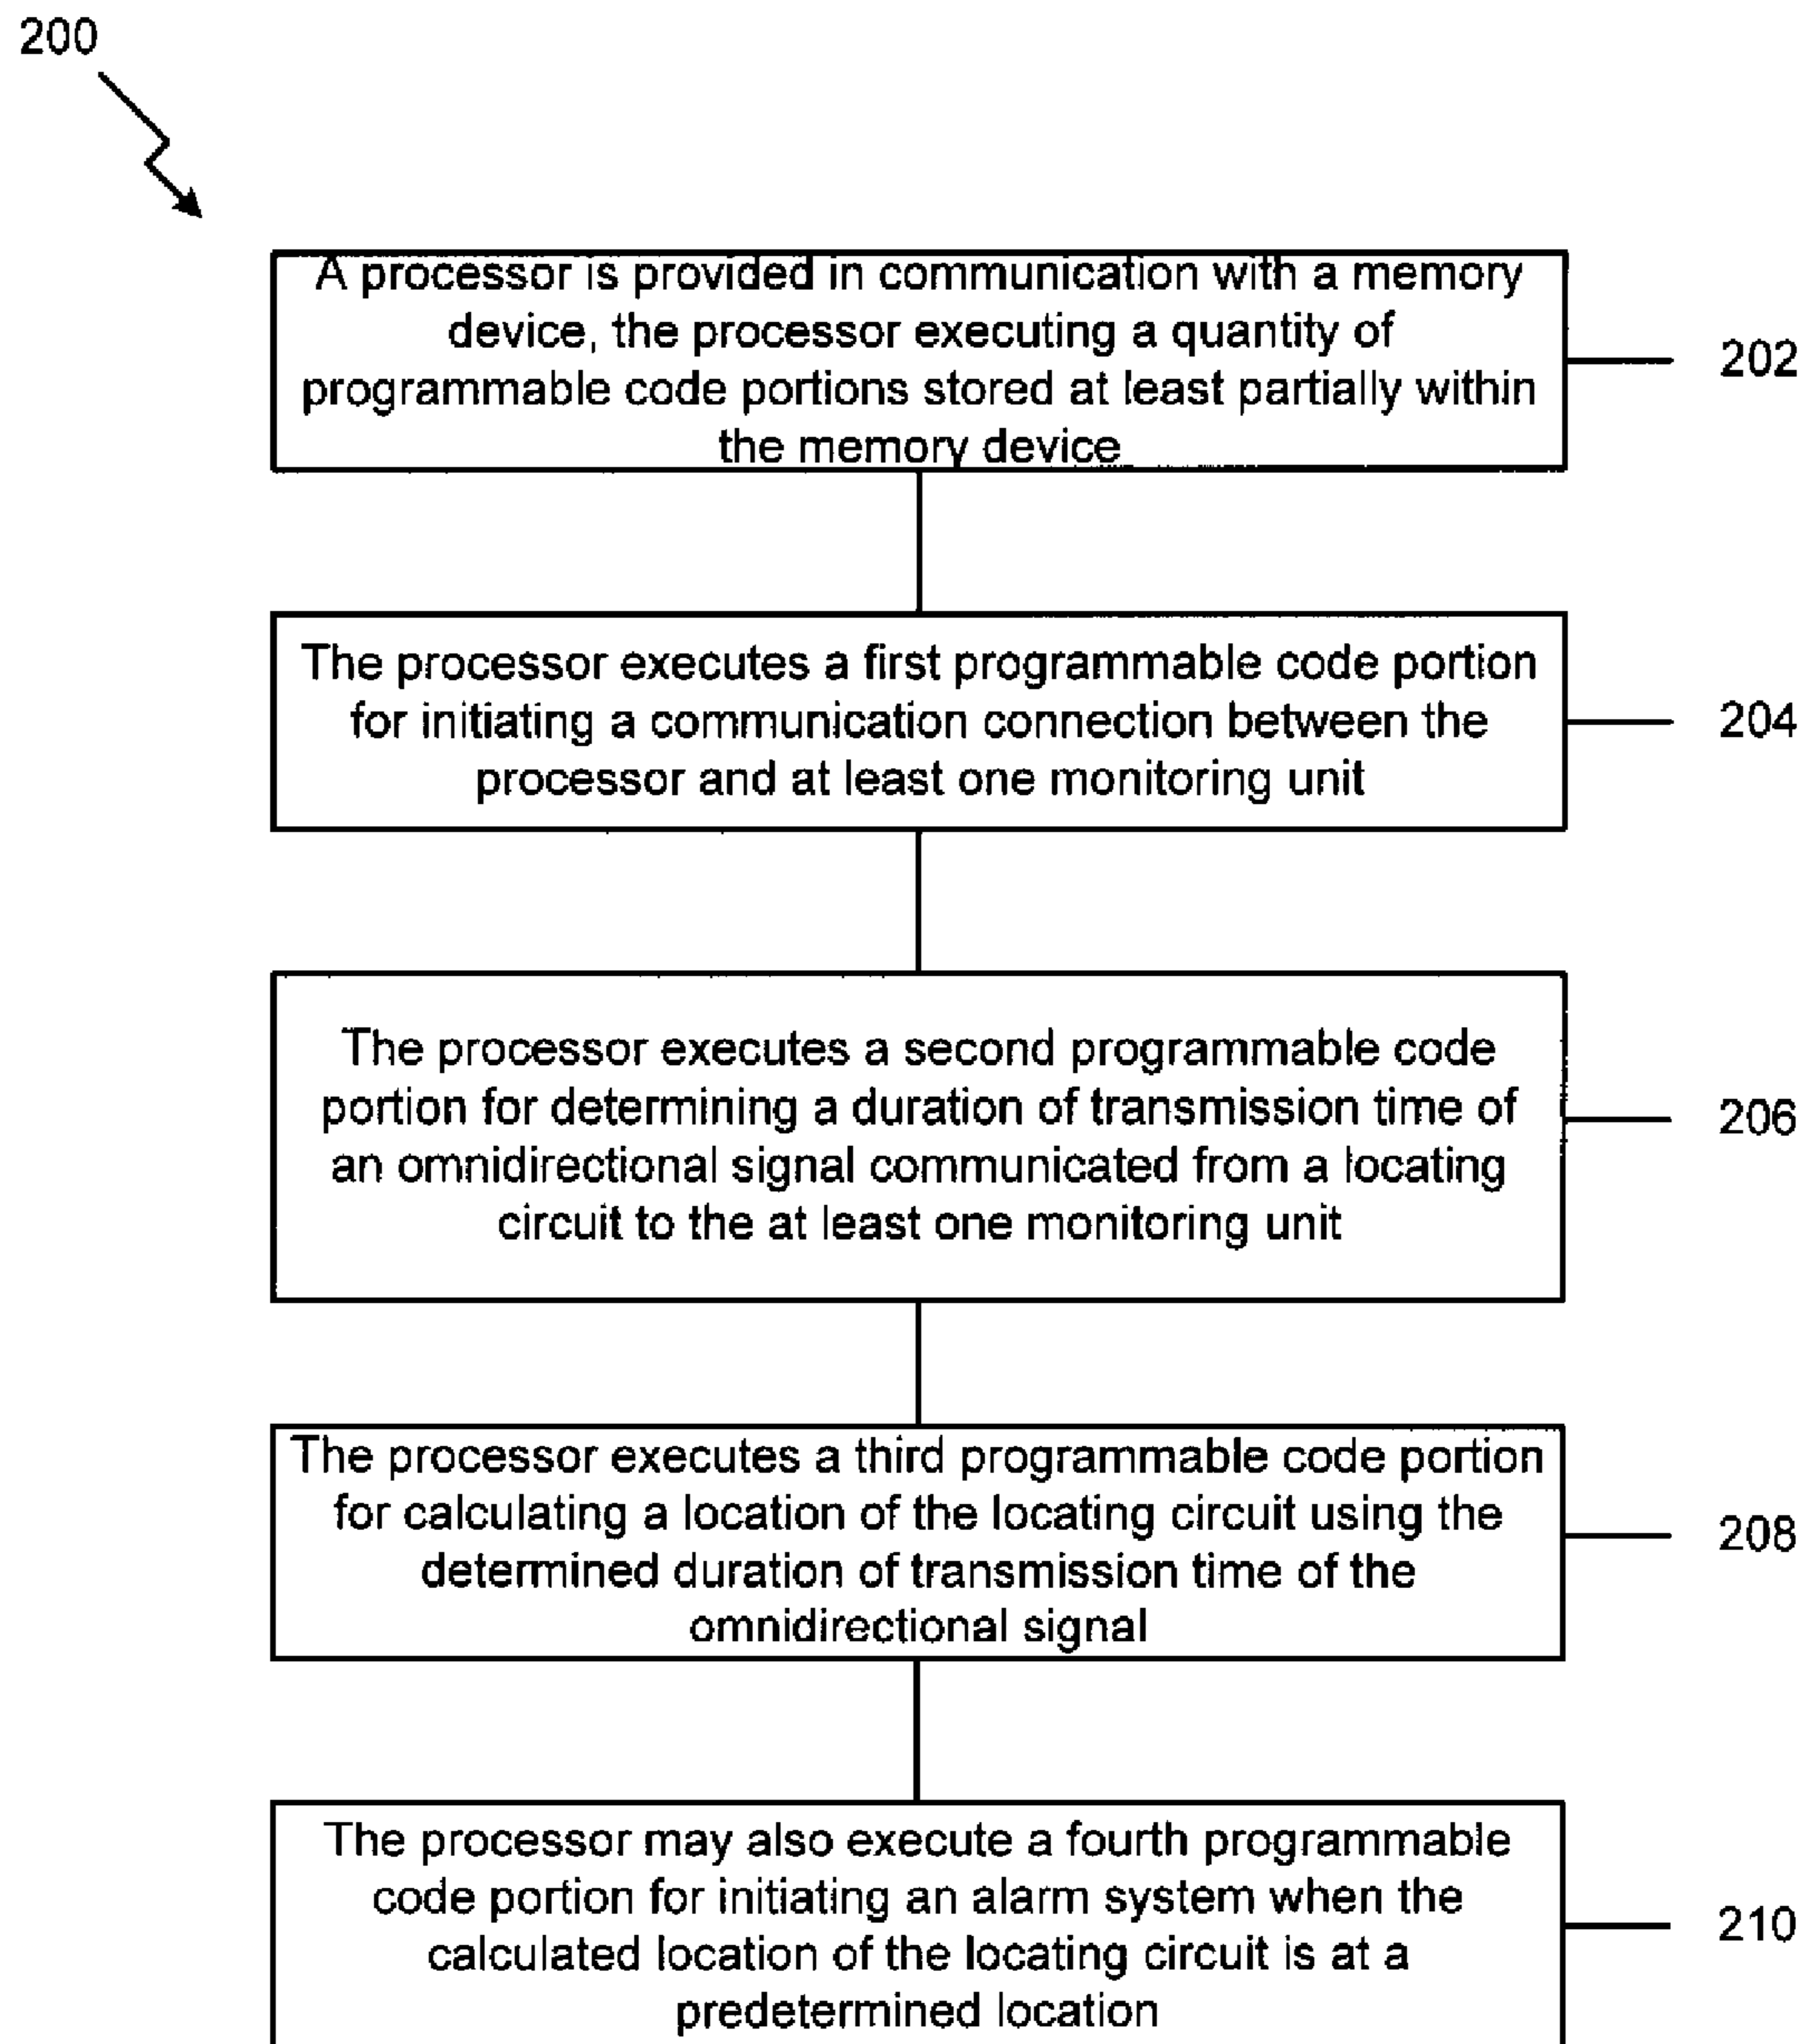 200
A processor is provided in communication with a memory
device, the processor executing a quantity of
programmable code portions stored at least partially within
the memory device
202
The processor executes a first programmable code portion
for initiating a communication connection between the
processor and at least one monitoring unit
204
The processor executes a second programmable code
portion for determining a duration of transmission time of
an omnidirectional signal communicated from a locating
circuit to the at least one monitoring unit
206
The processor executes a third programmable code portion
for calculating a location of the locating circuit using the
determined duration of transmission time of the
omnidirectional signal
208
The processor may also execute a fourth programmable
code portion for initiating an alarm system when the
calculated location of the locating circuit is at a
predetermined location
210